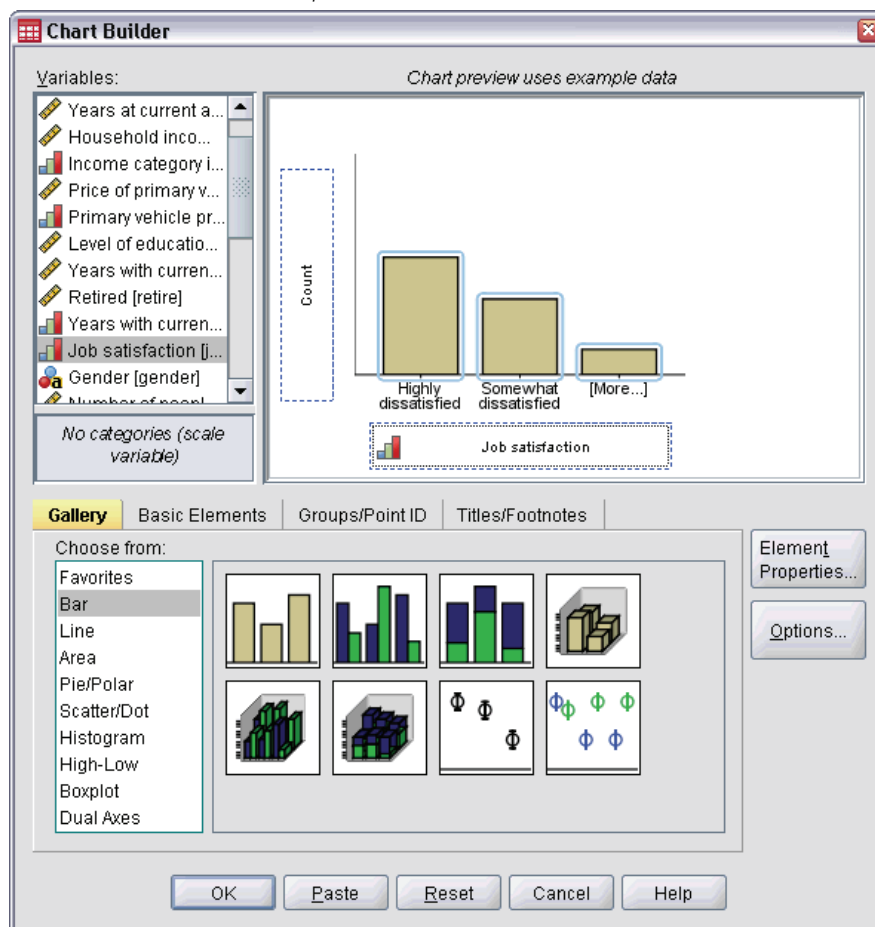 Chart Builder
Variables:
Chart preview uses example data
Years at current a...
Household inco...
Income category i...
Price of primary v...
Primary vehicle pr...
Level of educatio...
Years with curren...
Retired [retire]
Years with curren...
Job satisfaction [j...
Gender [gender]
Number of peopl...
No categories (scale
variable)
Count
Highly
dissatisfied
Somewhat
dissatisfied
[More...]
Job satisfaction
Gallery
Basic Elements
Groups/Point ID
Titles/Footnotes
Choose from:
Favorites
Bar
Line
Area
Pie/Polar
Scatter/Dot
Histogram
High-Low
Boxplot
Dual Axes
Element
Properties...
Options...
OK
Paste
Reset
Cancel
Help